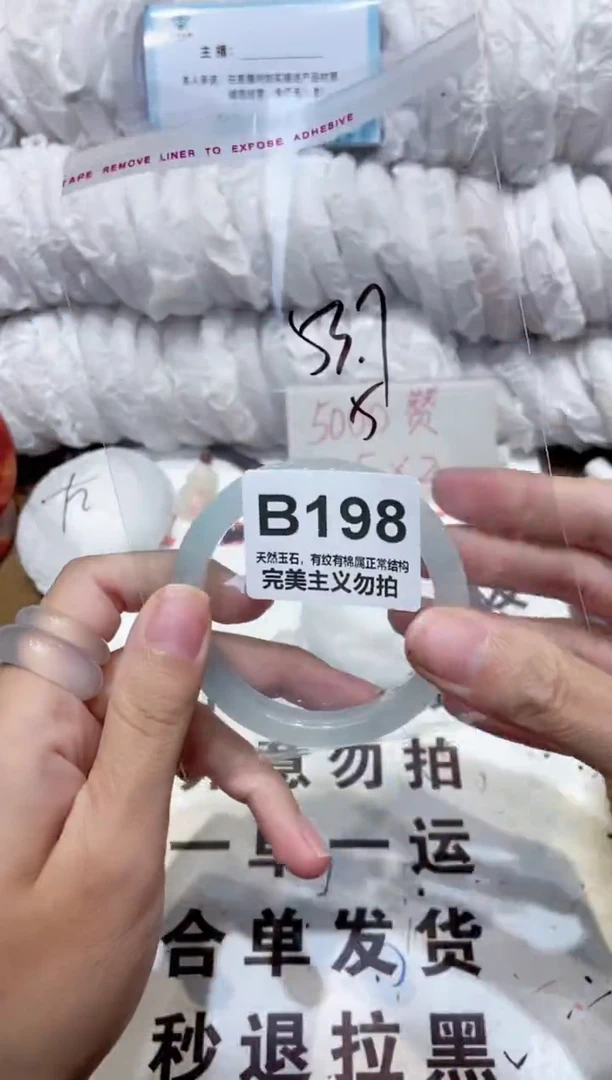 主播：
TAPE REMOVE LINER TO EXPOSE ADHESIVE
53.7
5000 赞
B198
天然玉石，有纹有棉属正常结构
完美主义勿拍
意勿拍
一单一运
合单发货
秒退拉黑